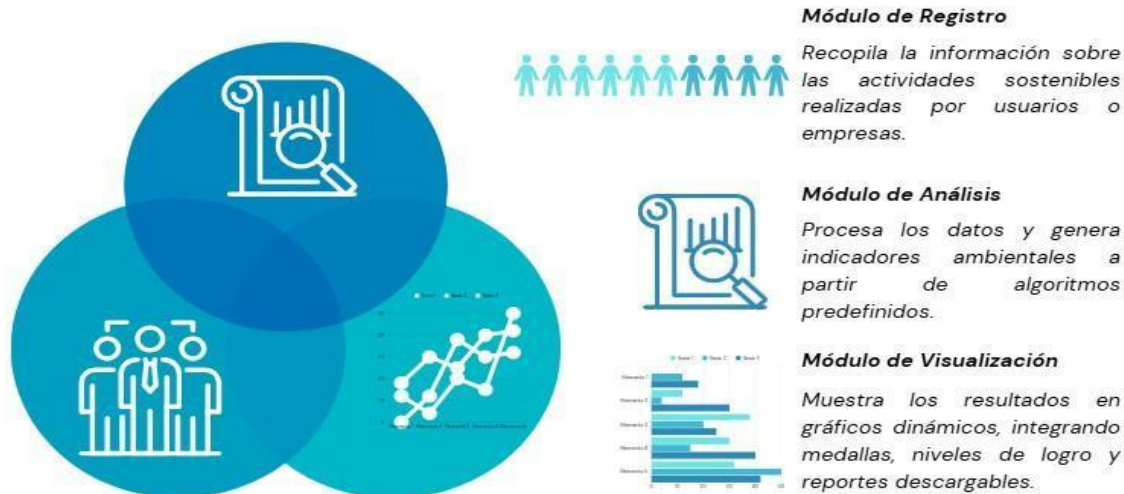 Módulo de Registro
Recopila la información sobre
las actividades sostenibles
realizadas por usuarios o
empresas.
Módulo de Análisis
Procesa los datos y genera
indicadores ambientales a
partir de algoritmos
predefinidos.
Módulo de Visualización
Muestra los resultados en
gráficos dinámicos, integrando
medallas, niveles de logro y
reportes descargables.